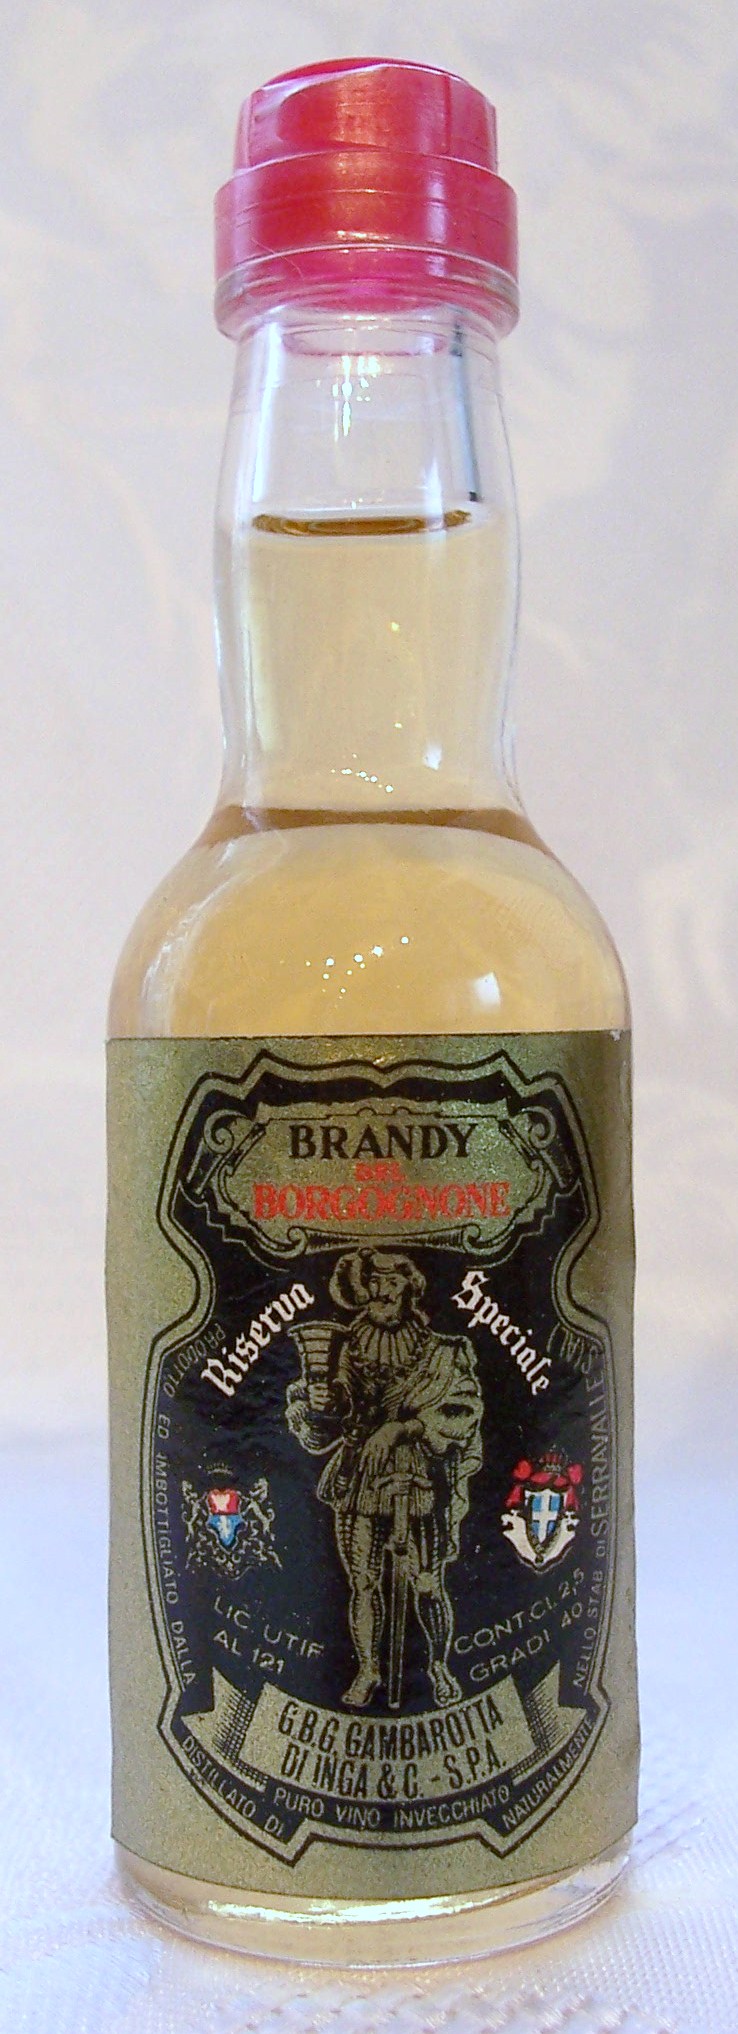 BRANDY
DEL
BORGOGNONE
Riserva Speciale
PRODOTTO ED IMBOTTIGLIATO DALLA
NELLO STAB. DI SERRAVALLE S. (AL)
LIC. UTIF.
AL 121
CONT. CL. 2,5
GRADI 40
G.B.G. GAMBAROTTA
DI INGA & C. - S.P.A.
DISTILLATO DI PURO VINO INVECCHIATO NATURALMENTE